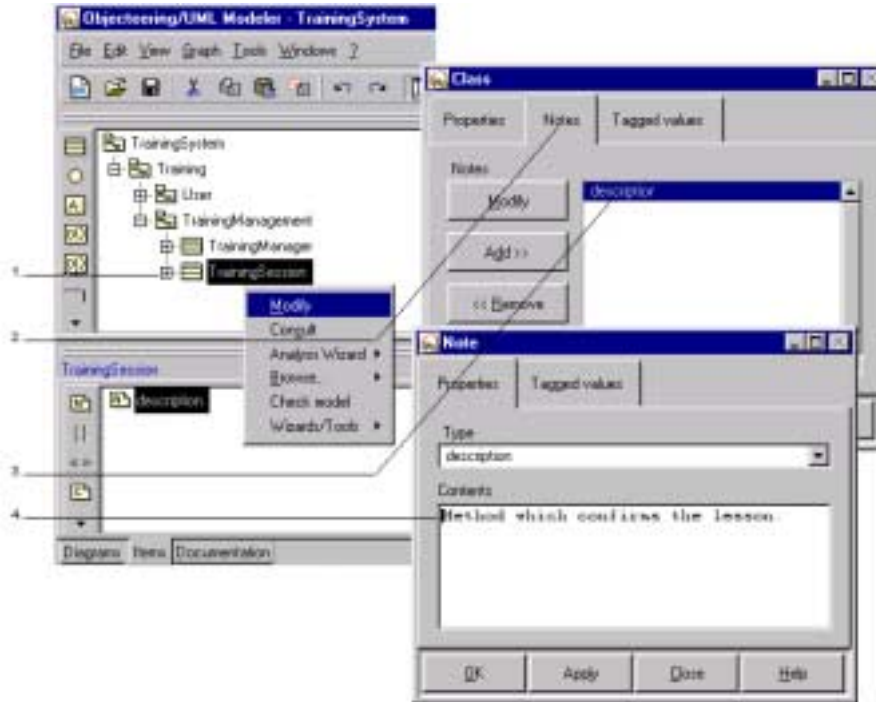 Objecteering/UML Modeler - TrainingSystem
File Edit View Graph Tools Windows ?
TrainingSystem
Training
User
TrainingManagement
TrainingManager
1
TrainingSession
Modify
Consult
Analysis Wizard
Browse..
Check model
Wizards/Tools
2
TrainingSession
description
3
4
Diagrams Items Documentation
Class
Properties Notes Tagged values
Notes
Modify
description
Add >>
<< Remove
Note
Properties Tagged values
Type
description
Contents
Method which confirms the lesson.
OK Apply Close Help